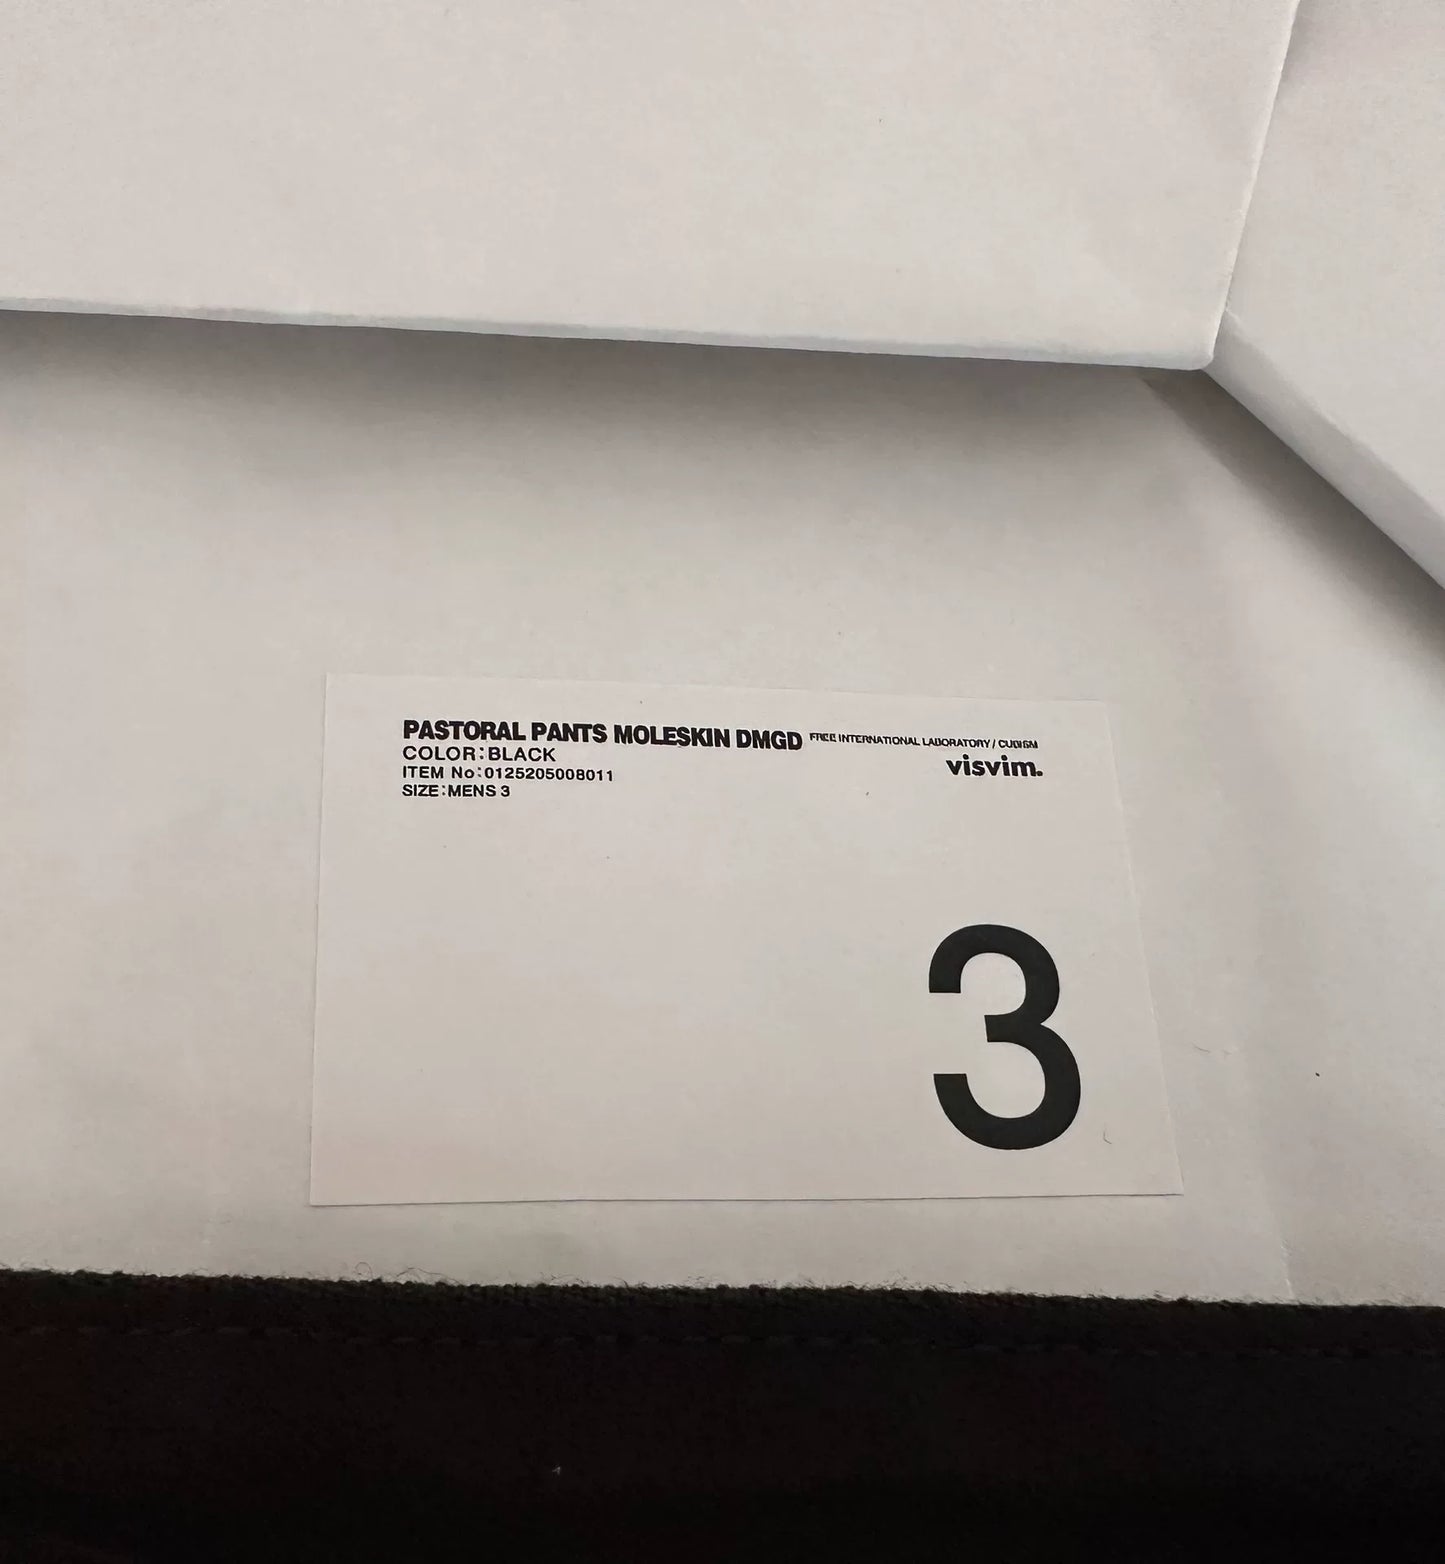 PASTORAL PANTS MOLESKIN DMGD
FREE INTERNATIONAL LABORATORY / CUBISM
visvim.
COLOR:BLACK
ITEM No:0125205008011
SIZE:MENS 3
3